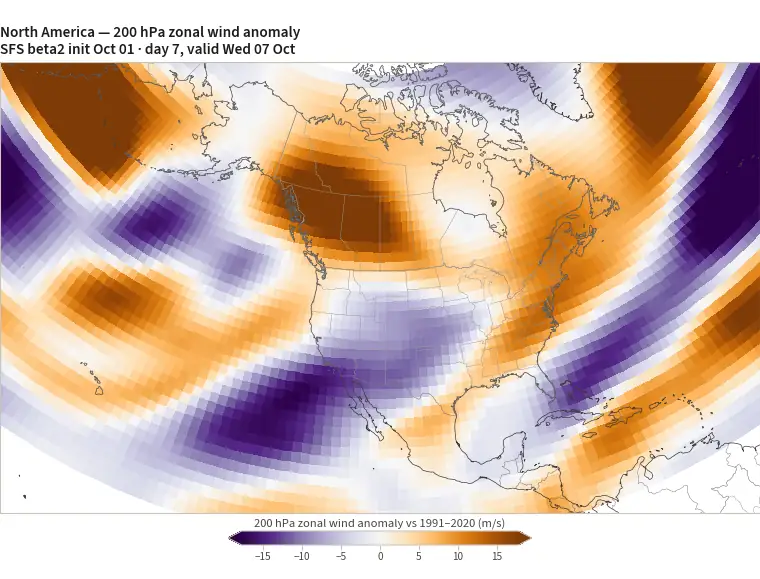 North America — 200 hPa zonal wind anomaly
SFS beta2 init Oct 01 · day 7, valid Wed 07 Oct
200 hPa zonal wind anomaly vs 1991–2020 (m/s)
−15 −10 −5 0 5 10 15